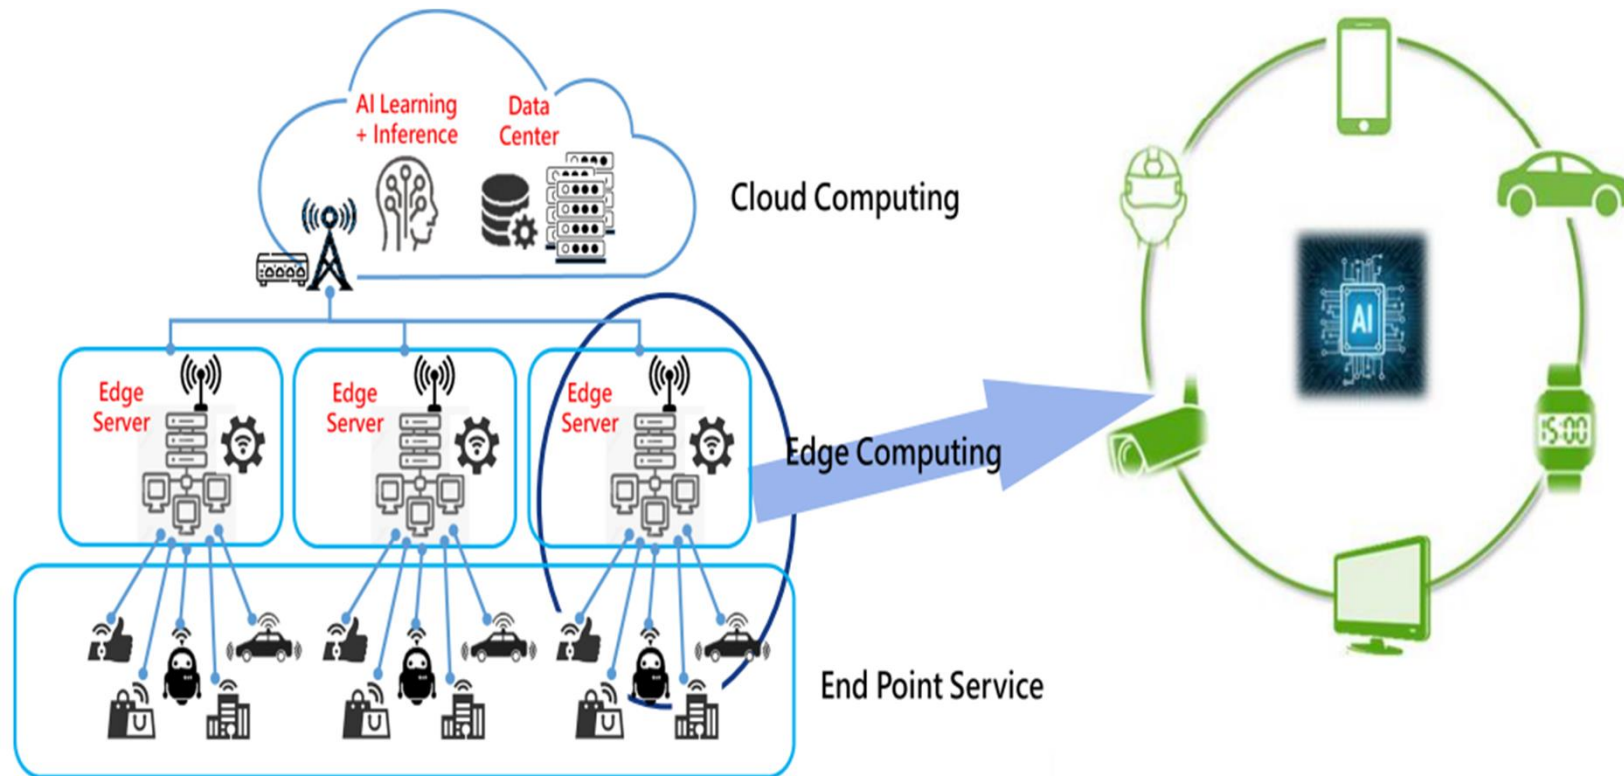 AI Learning
+ Inference
Data
Center
Cloud Computing
Edge
Server
Edge
Server
Edge
Server
Edge Computing
End Point Service
AI
15:00